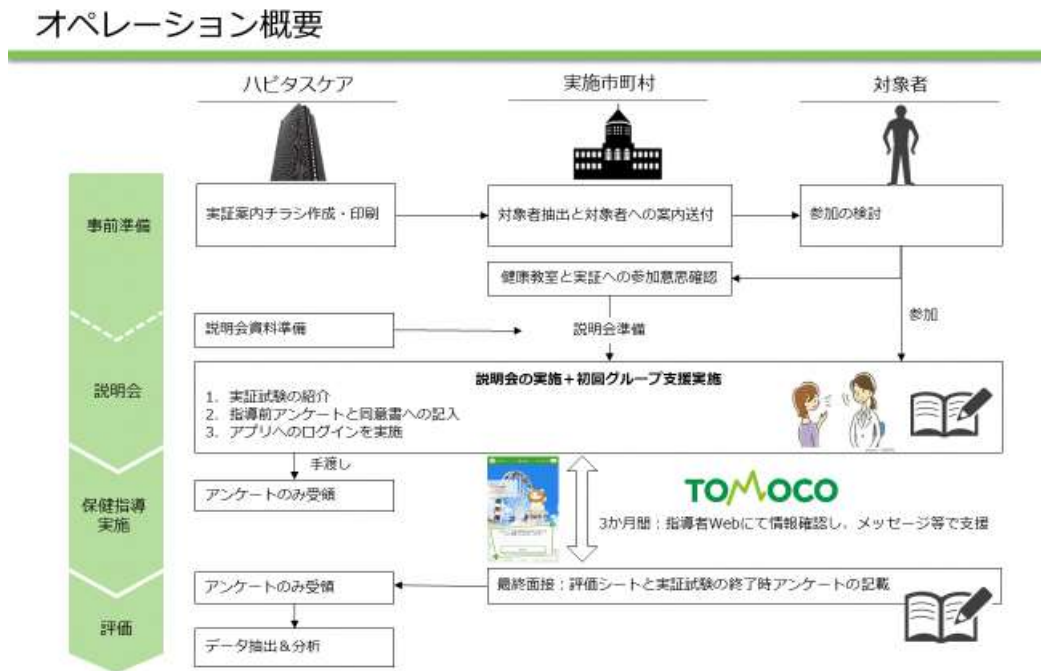 オペレーション概要
ハビタスケア
実施市町村
対象者
事前準備
実証案内チラシ作成・印刷
対象者抽出と対象者への案内送付
参加の検討
健康教室と実証への参加意思確認
説明会資料準備
説明会準備
参加
説明会
説明会の実施+初回グループ支援実施
1. 実証試験の紹介
2. 指導前アンケートと同意書への記入
3. アプリへのログインを実施
手渡し
保健指導
実施
アンケートのみ受領
TOMOCO
3か月間:指導者Webにて情報確認し、メッセージ等で支援
アンケートのみ受領
最終面接:評価シートと実証試験の終了時アンケートの記載
評価
データ抽出&分析